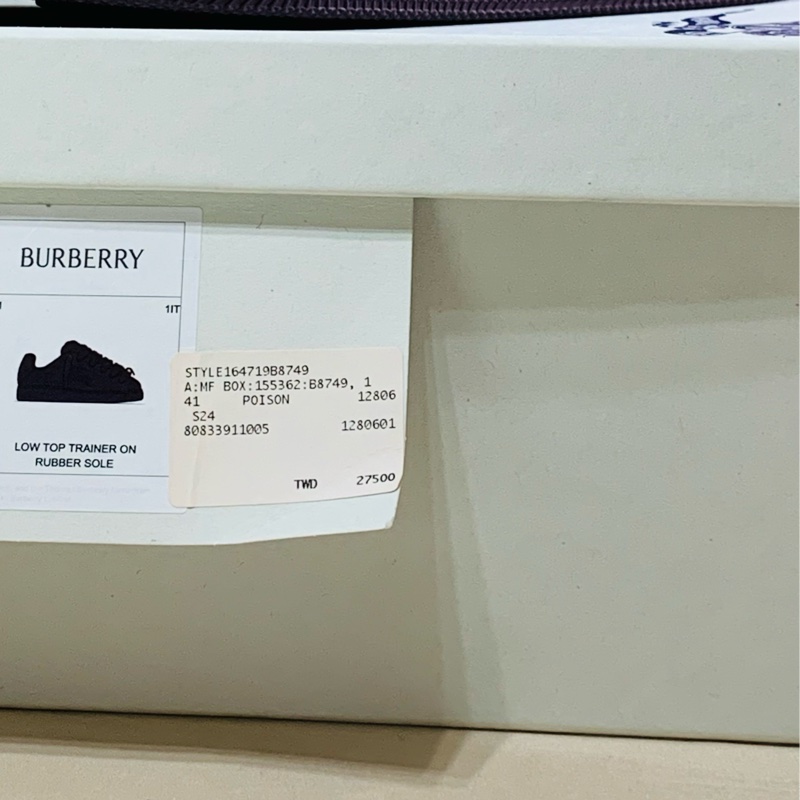 BURBERRY
1IT
LOW TOP TRAINER ON
RUBBER SOLE
STYLE164719B8749
A:MF BOX:155362:B8749, 1
41 POISON 12806
S24
80833911005 1280601
TWD 27500